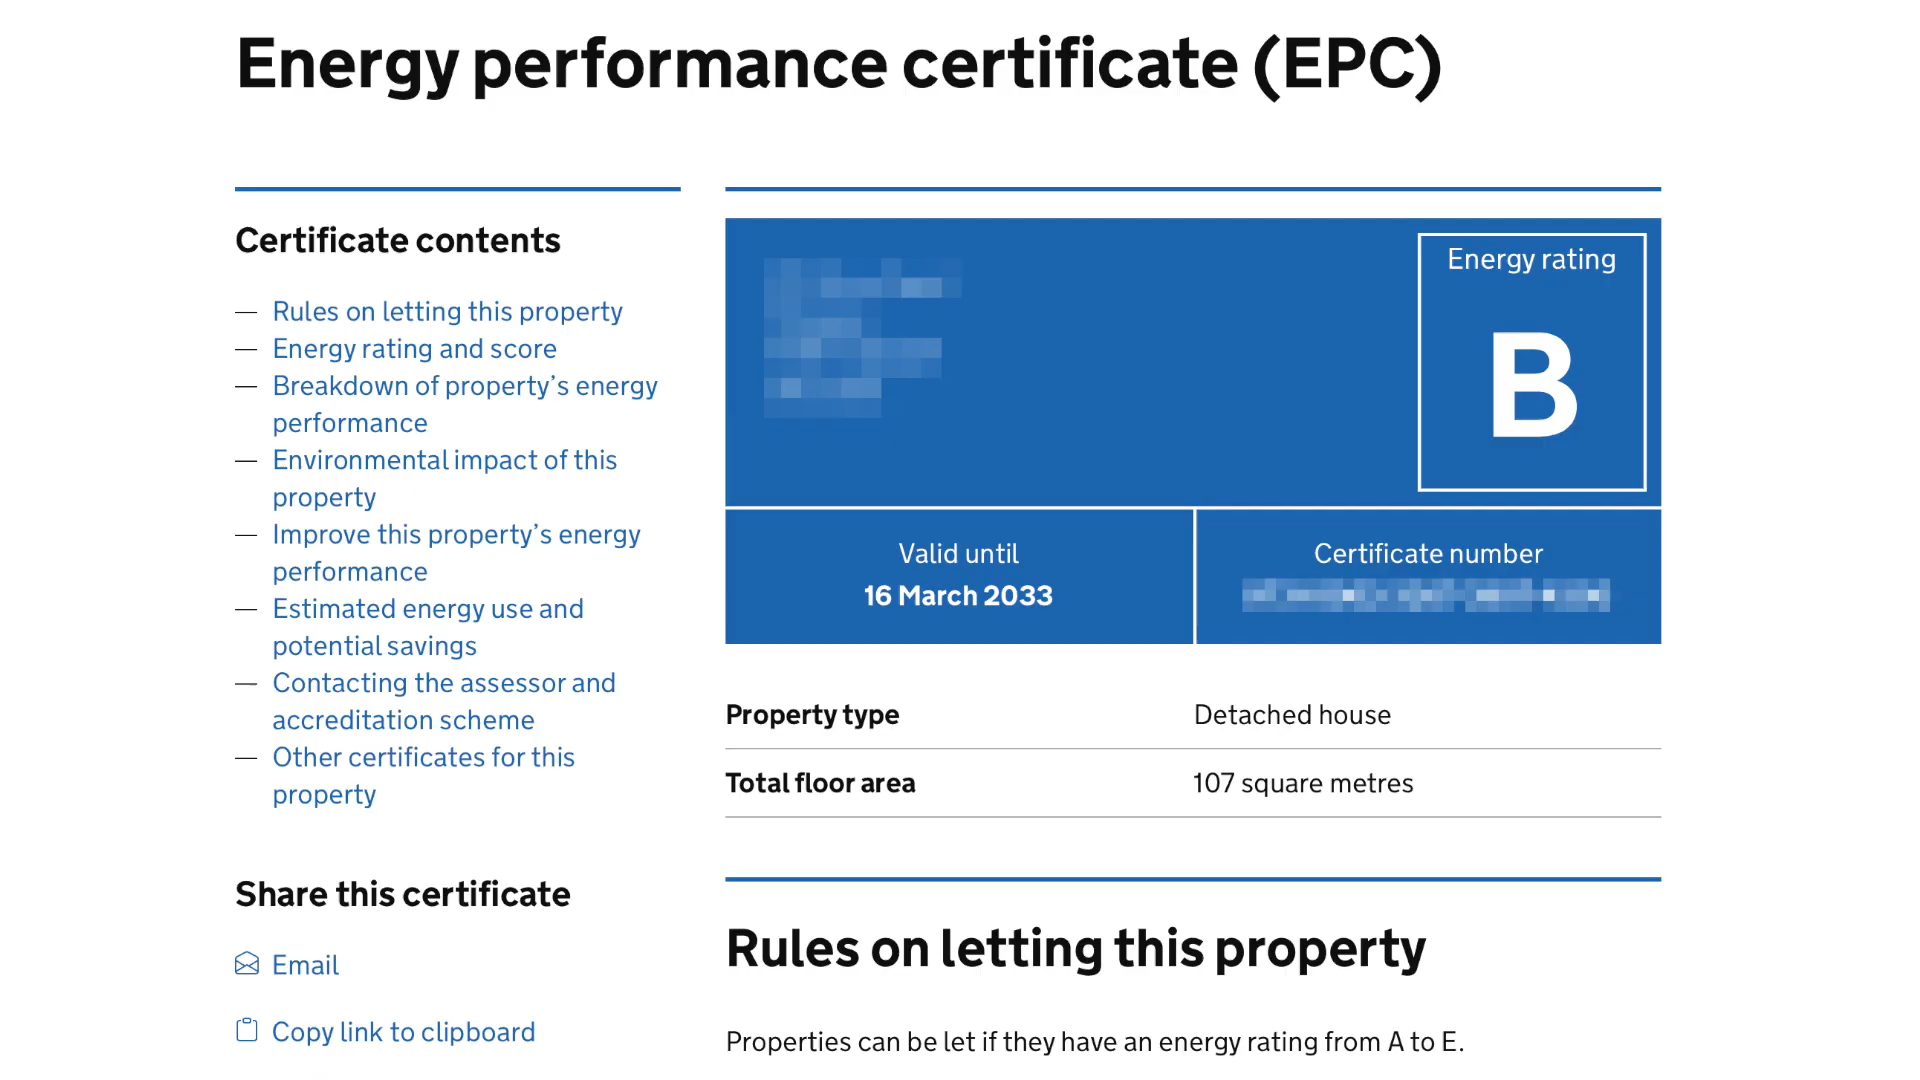 Energy performance certificate (EPC)
Certificate contents
— Rules on letting this property
— Energy rating and score
— Breakdown of property’s energy
performance
— Environmental impact of this
property
— Improve this property’s energy
performance
— Estimated energy use and
potential savings
— Contacting the assessor and
accreditation scheme
— Other certificates for this
property
Share this certificate
Email
Copy link to clipboard
Energy rating
B
Valid until
16 March 2033
Certificate number
Property type Detached house
Total floor area 107 square metres
Rules on letting this property
Properties can be let if they have an energy rating from A to E.